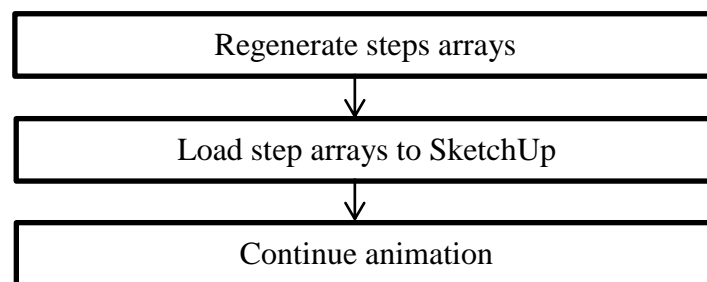 Regenerate steps arrays
Load step arrays to SketchUp
Continue animation